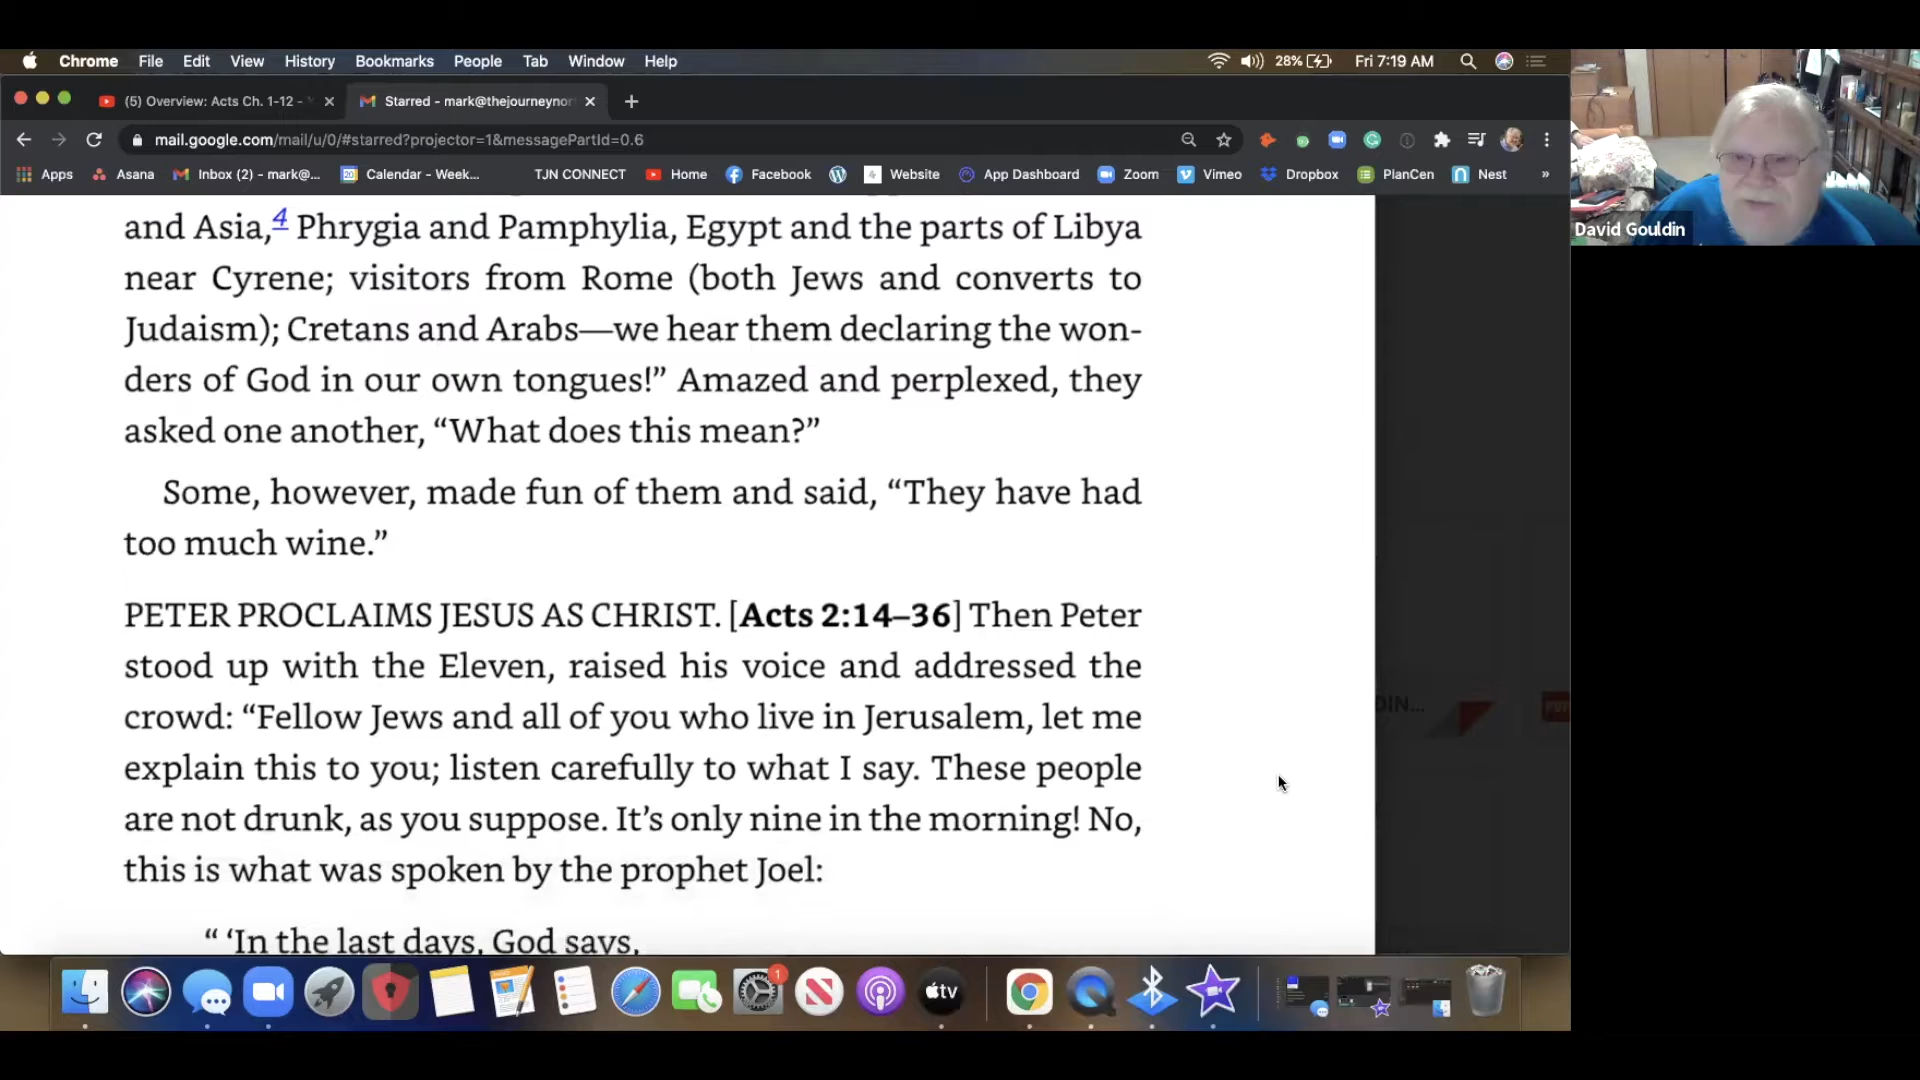 Chrome File Edit View History Bookmarks People Tab Window Help 28% Fri 7:19 AM
(5) Overview: Acts Ch. 1-12 - Starred - mark@thejourneynor
mail.google.com/mail/u/0/#starred?projector=1&messagePartId=0.6
Apps Asana Inbox (2) - mark@... Calendar - Week... TJN CONNECT Home Facebook Website App Dashboard Zoom Vimeo Dropbox PlanCen Nest »
David Gouldin
and Asia,4 Phrygia and Pamphylia, Egypt and the parts of Libya
near Cyrene; visitors from Rome (both Jews and converts to
Judaism); Cretans and Arabs—we hear them declaring the won-
ders of God in our own tongues!” Amazed and perplexed, they
asked one another, “What does this mean?”
Some, however, made fun of them and said, “They have had
too much wine.”
PETER PROCLAIMS JESUS AS CHRIST. [Acts 2:14–36] Then Peter
stood up with the Eleven, raised his voice and addressed the
crowd: “Fellow Jews and all of you who live in Jerusalem, let me
explain this to you; listen carefully to what I say. These people
are not drunk, as you suppose. It’s only nine in the morning! No,
this is what was spoken by the prophet Joel:
“ ‘In the last days, God says,
DIN...
1
tv